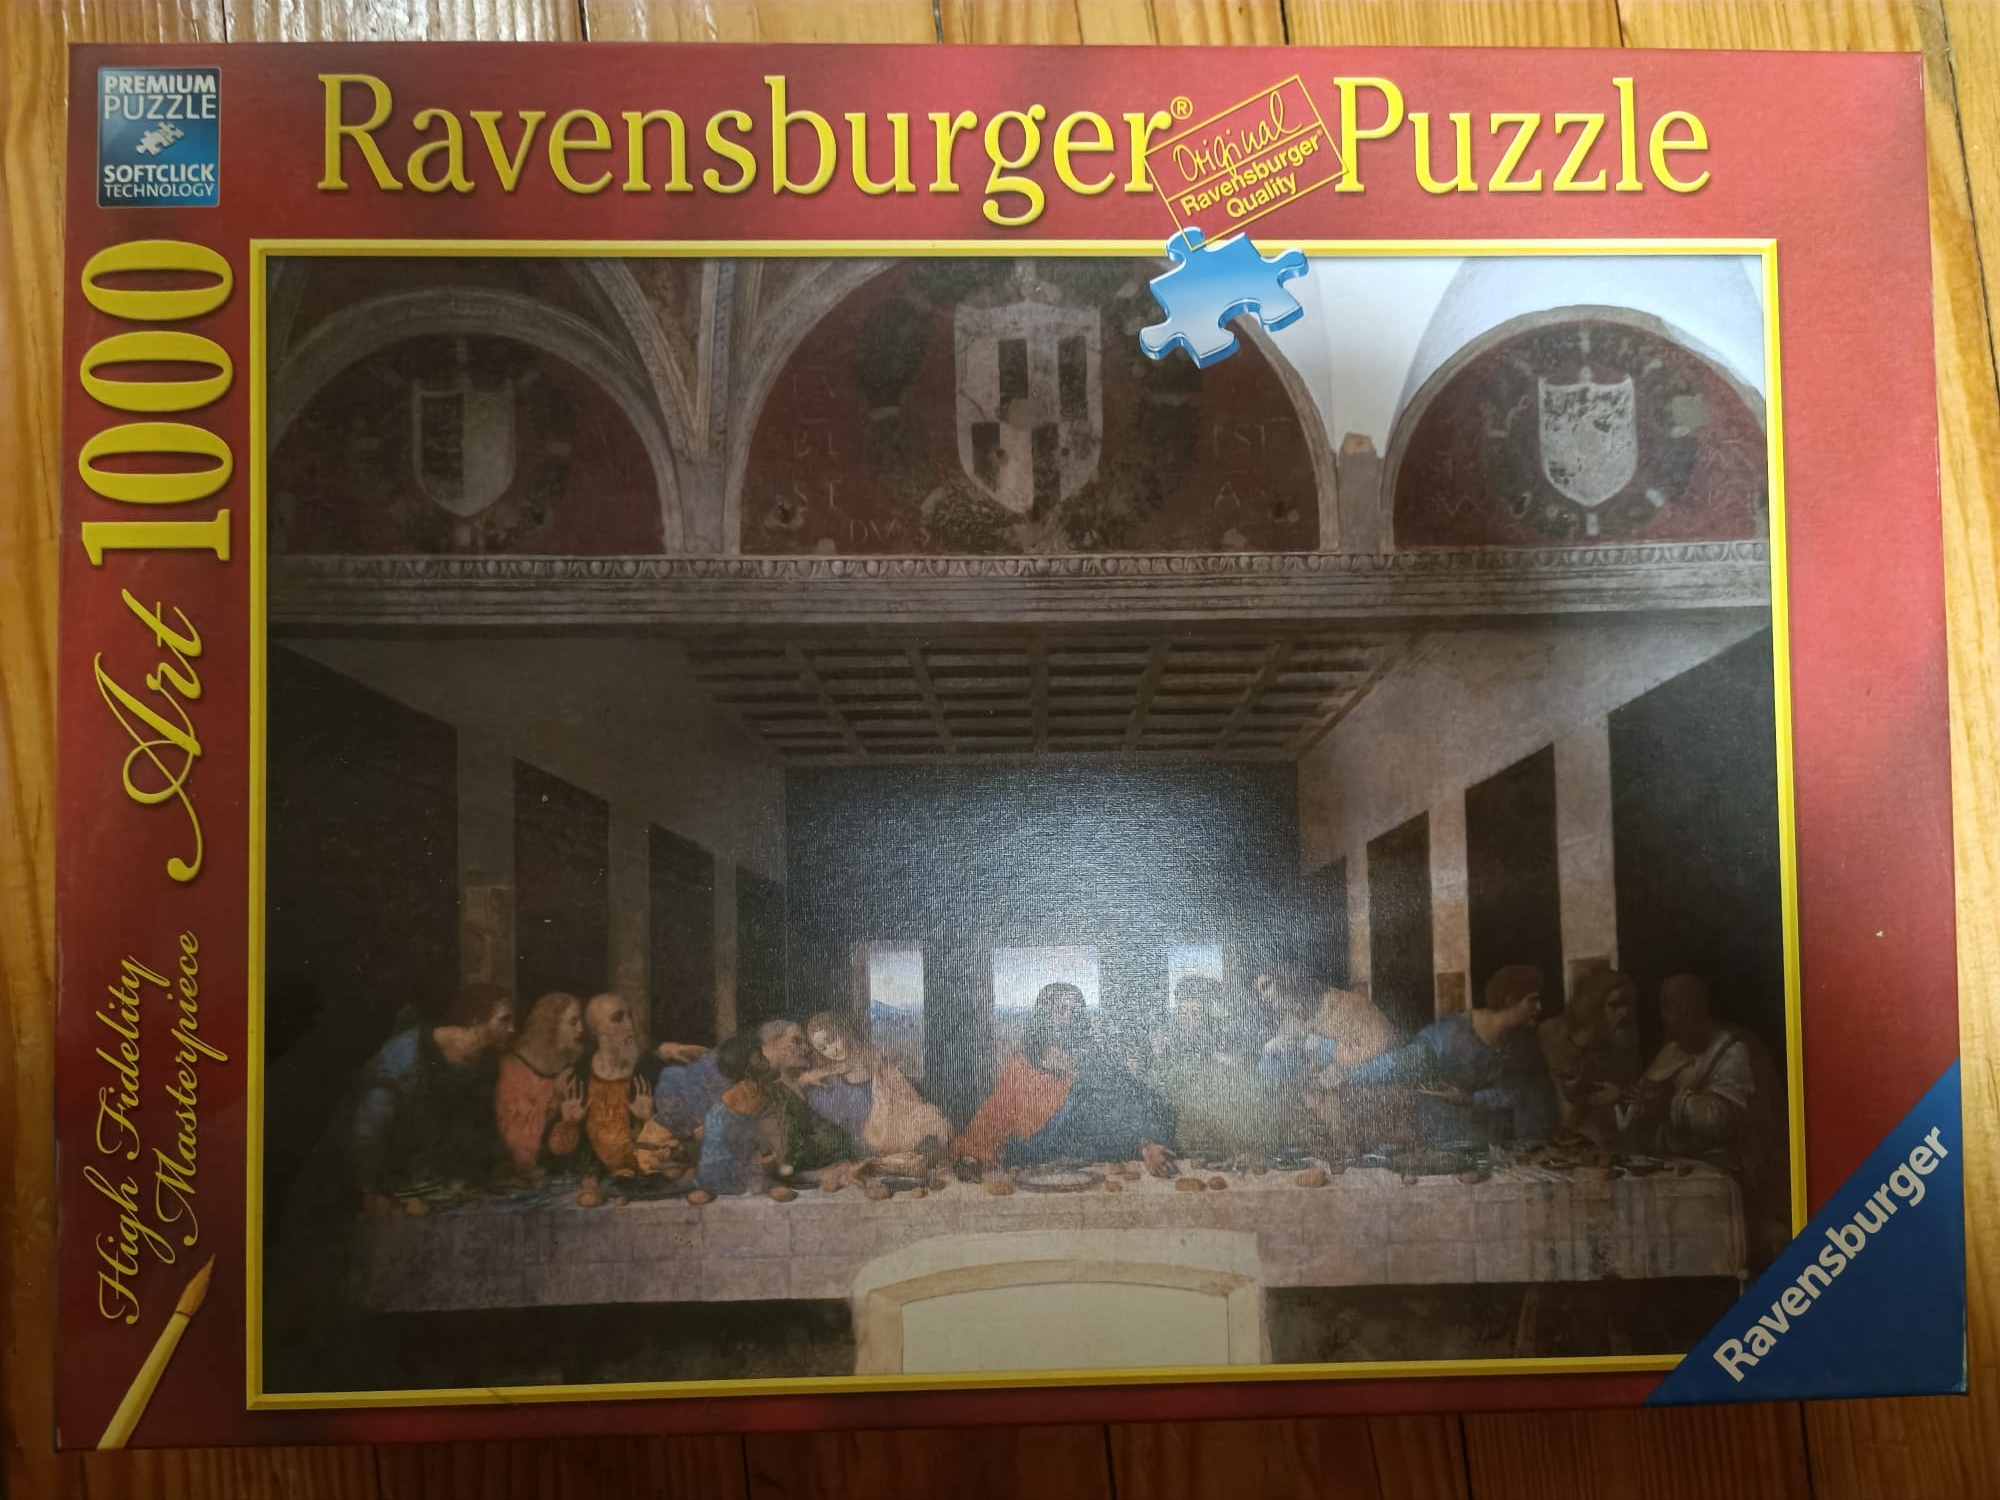 PREMIUM
PUZZLE
SOFTCLICK
TECHNOLOGY
Ravensburger® Puzzle
Original
Ravensburger®
Quality
1000
Art
High Fidelity
Masterpiece
Ravensburger